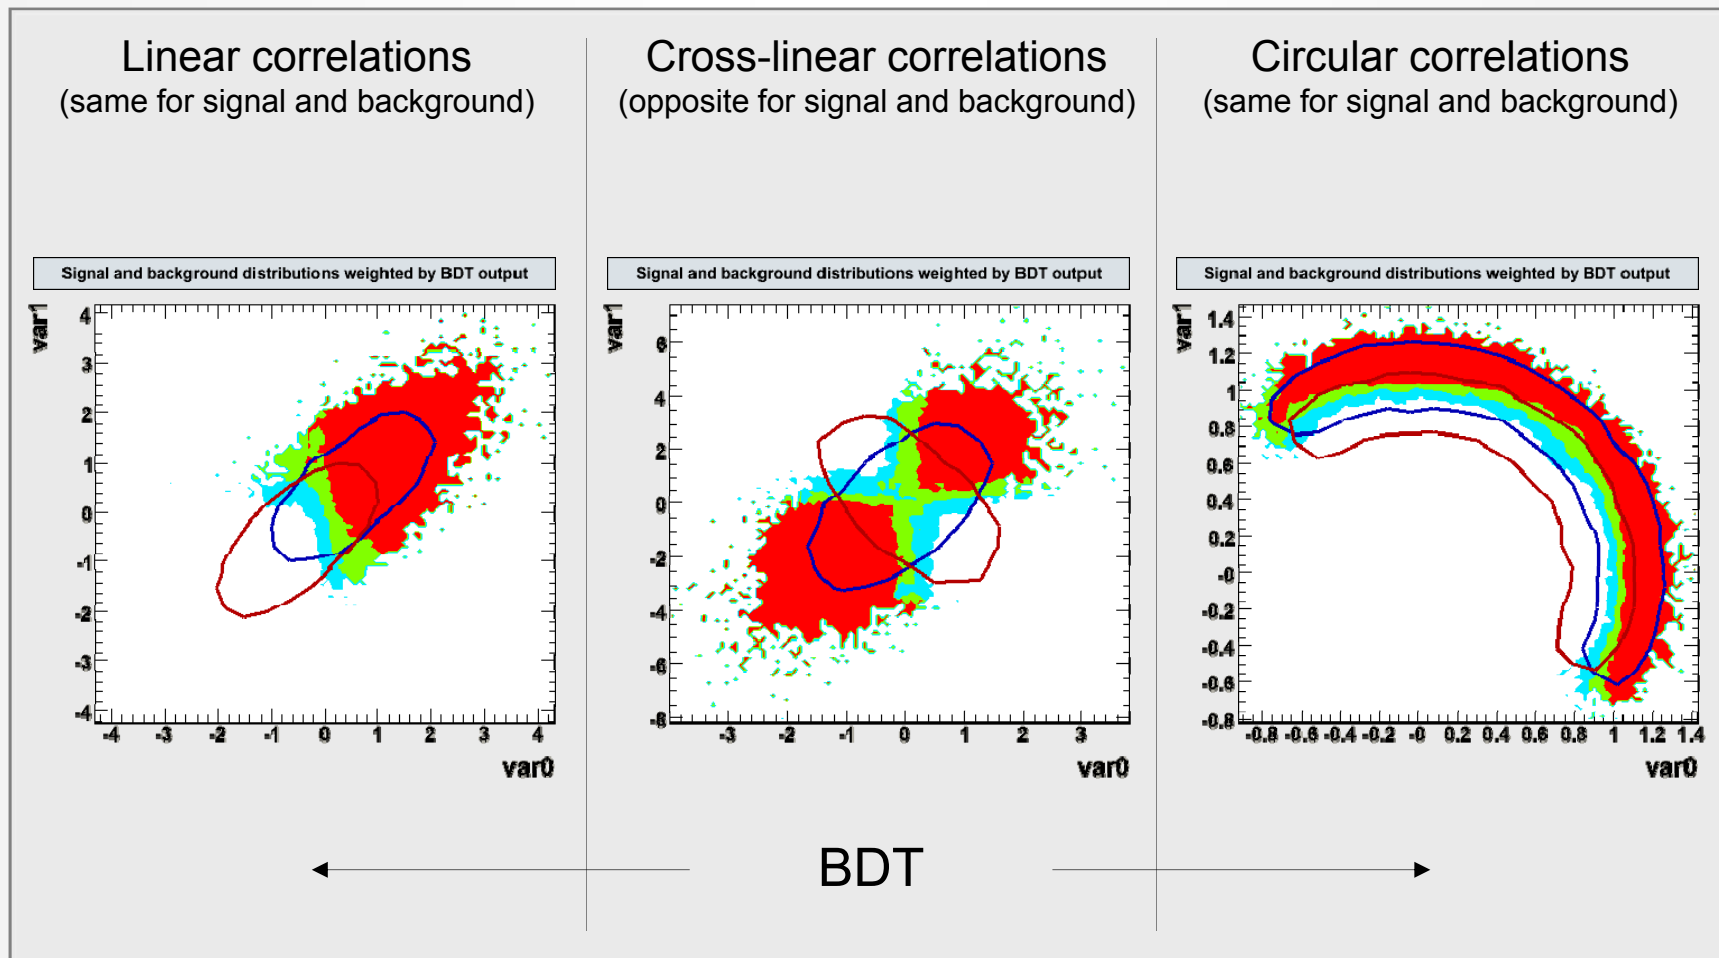 Linear correlations
(same for signal and background)
Cross-linear correlations
(opposite for signal and background)
Circular correlations
(same for signal and background)
Signal and background distributions weighted by BDT output
var1
4
3
2
1
0
-1
-2
-3
-4
-4 -3 -2 -1 0 1 2 3 4
var0
Signal and background distributions weighted by BDT output
var1
6
4
2
0
-2
-4
-6
-8
-3 -2 -1 0 1 2 3
var0
Signal and background distributions weighted by BDT output
var1
1.4
1.2
1
0.8
0.6
0.4
0.2
-0
-0.2
-0.4
-0.6
-0.8
-0.8 -0.6 -0.4 -0.2 -0 0.2 0.4 0.6 0.8 1 1.2 1.4
var0
BDT